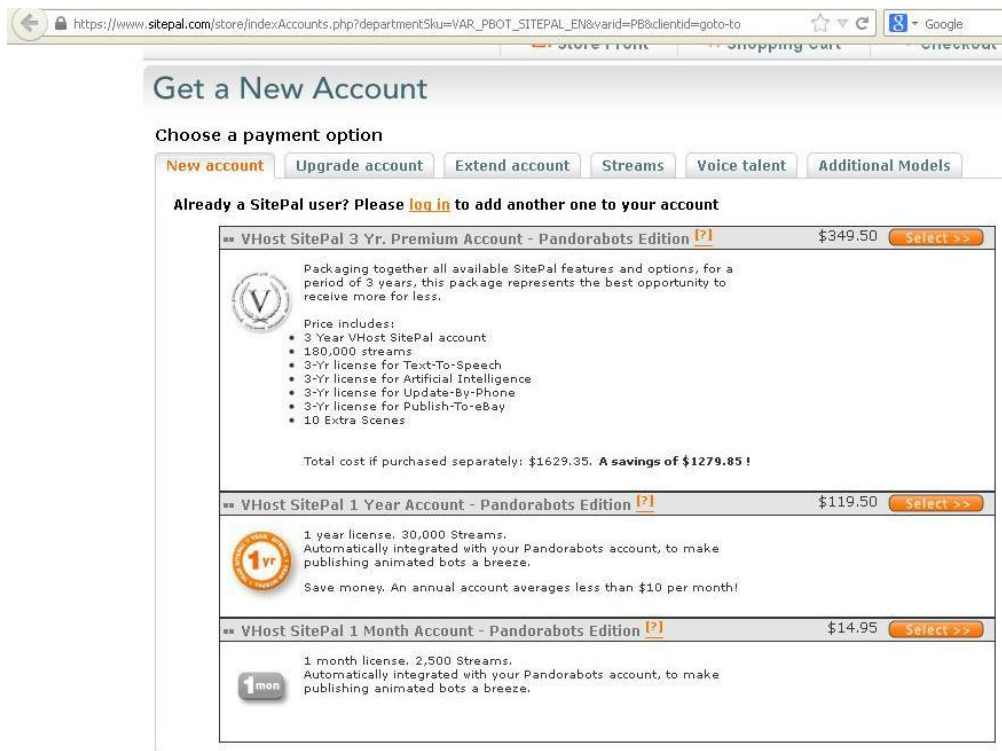 https://www.sitepal.com/store/indexAccounts.php?departmentSku=VAR_PBOT_SITEPAL_EN&varid=PB&clientid=goto-to
Google
Store Front Shopping Cart Checkout
Get a New Account
Choose a payment option
New account Upgrade account Extend account Streams Voice talent Additional Models
Already a SitePal user? Please log in to add another one to your account
VHost SitePal 3 Yr. Premium Account - Pandorabots Edition [?] $349.50 Select >>
V
Packaging together all available SitePal features and options, for a
period of 3 years, this package represents the best opportunity to
receive more for less.
Price includes:
• 3 Year VHost SitePal account
• 180,000 streams
• 3-Yr license for Text-To-Speech
• 3-Yr license for Artificial Intelligence
• 3-Yr license for Update-By-Phone
• 3-Yr license for Publish-To-eBay
• 10 Extra Scenes
Total cost if purchased separately: $1629.35. A savings of $1279.85 !
VHost SitePal 1 Year Account - Pandorabots Edition [?] $119.50 Select >>
1 yr
1 year license. 30,000 Streams.
Automatically integrated with your Pandorabots account, to make
publishing animated bots a breeze.
Save money. An annual account averages less than $10 per month!
VHost SitePal 1 Month Account - Pandorabots Edition [?] $14.95 Select >>
1 mon
1 month license. 2,500 Streams.
Automatically integrated with your Pandorabots account, to make
publishing animated bots a breeze.